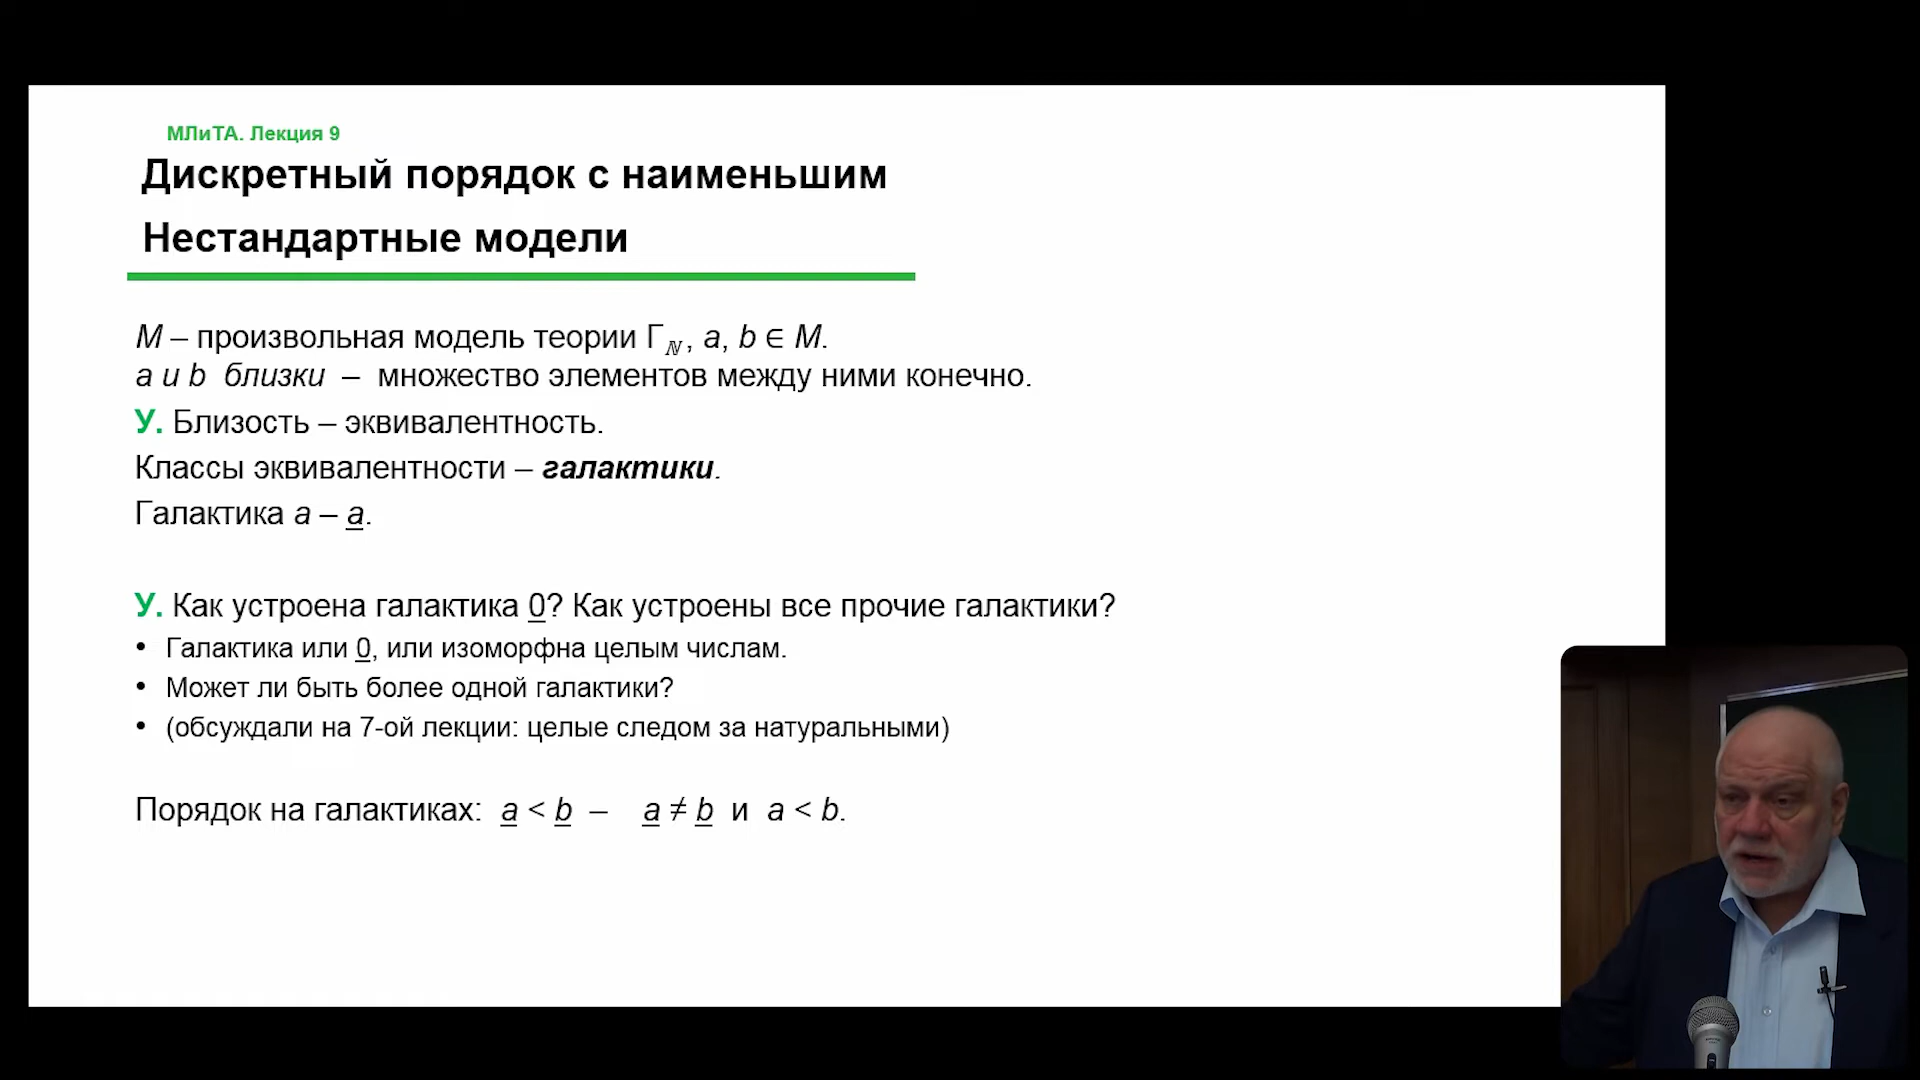 МЛиТА. Лекция 9
Дискретный порядок с наименьшим
Нестандартные модели
M – произвольная модель теории Γℕ, a, b ∈ M.
a и b близки – множество элементов между ними конечно.
У. Близость – эквивалентность.
Классы эквивалентности – галактики.
Галактика a – a.
У. Как устроена галактика 0? Как устроены все прочие галактики?
• Галактика или 0, или изоморфна целым числам.
• Может ли быть более одной галактики?
• (обсуждали на 7-ой лекции: целые следом за натуральными)
Порядок на галактиках: a < b – a ≠ b и a < b.